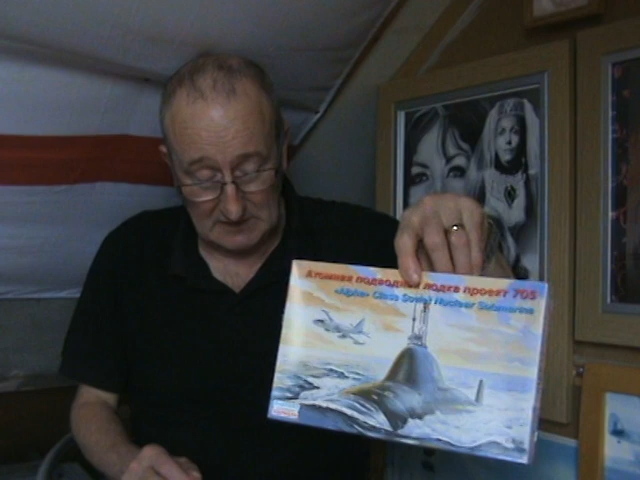 Атомная подводная лодка проект 705
«Alpha» Class Soviet Nuclear Submarine